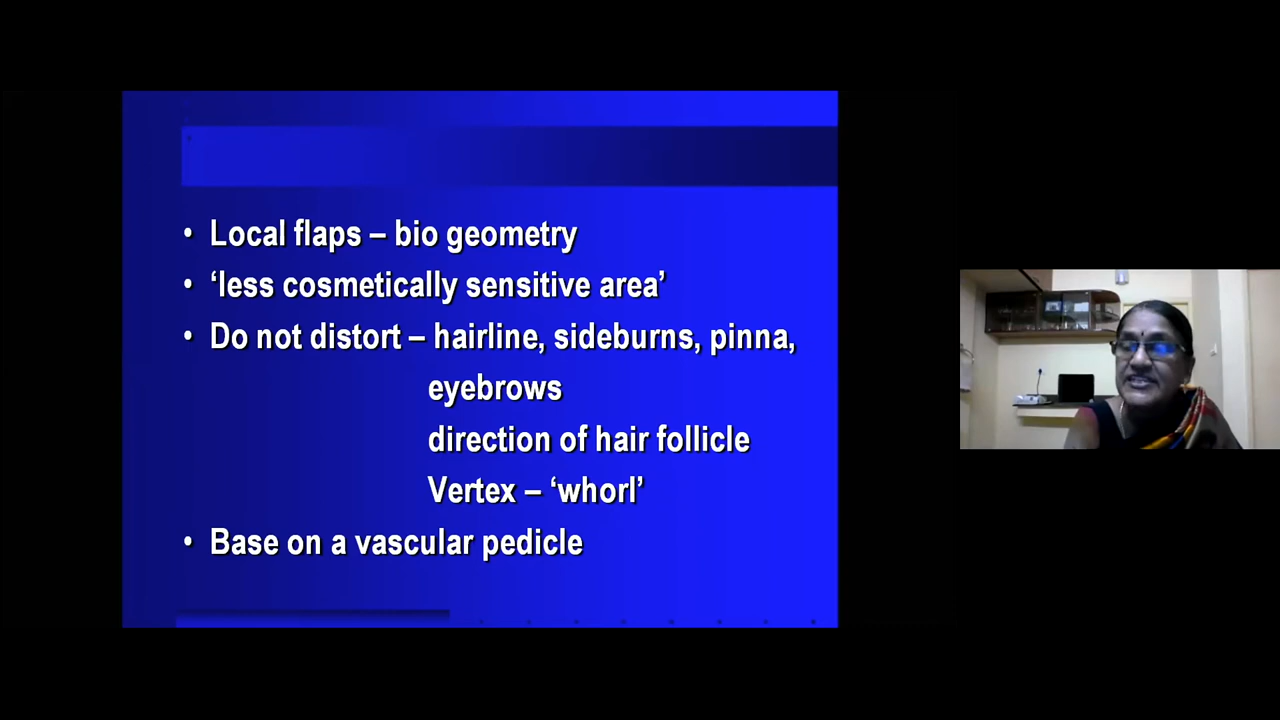 • Local flaps – bio geometry
• ‘less cosmetically sensitive area’
• Do not distort – hairline, sideburns, pinna,
eyebrows
direction of hair follicle
Vertex – ‘whorl’
• Base on a vascular pedicle